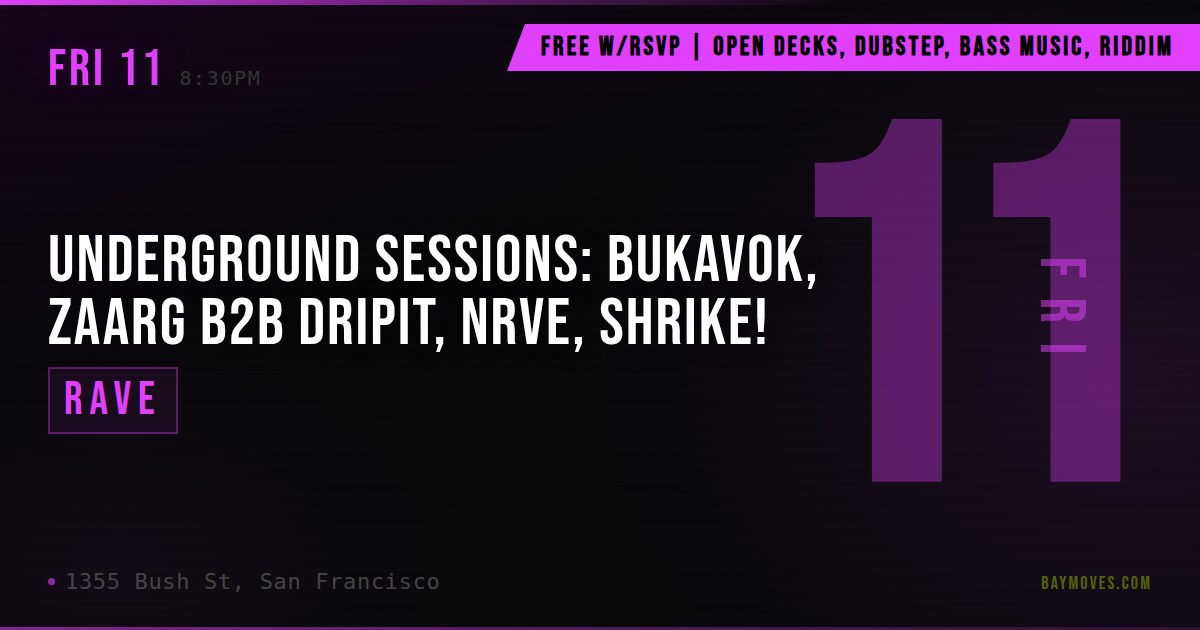 FREE W/RSVP | OPEN DECKS, DUBSTEP, BASS MUSIC, RIDDIM
FRI 11 8:30PM
11
FRI
UNDERGROUND SESSIONS: BUKAVOK,
ZAARG B2B DRIPIT, NRVE, SHRIKE!
RAVE
1355 Bush St, San Francisco
BAYMOVES.COM